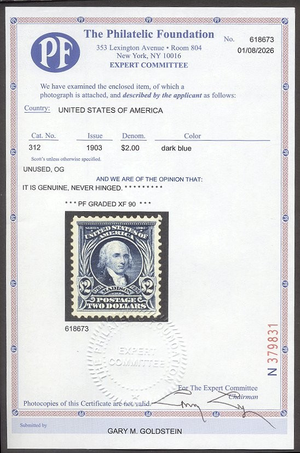 The Philatelic Foundation
353 Lexington Avenue • Room 804
New York, NY 10016
EXPERT COMMITTEE
No. 618673
01/08/2026
PF
We have examined the enclosed item, of which a
photograph is attached, and described by the applicant as follows:
Country: UNITED STATES OF AMERICA
Cat. No. Issue Denom. Color
312 1903 $2.00 dark blue
Scott's unless otherwise specified.
UNUSED, OG
AND WE ARE OF THE OPINION THAT:
IT IS GENUINE, NEVER HINGED. * * * * * * * * *
* * * PF GRADED XF 90 * * *
SERIES 1902
UNITED STATES OF AMERICA
MADISON
2 2
POSTAGE
TWO DOLLARS
618673
EXPERT
COMMITTEE
N 379831
For The Expert Committee
Chairman
Photocopies of this Certificate are not valid.
Submitted by
GARY M. GOLDSTEIN